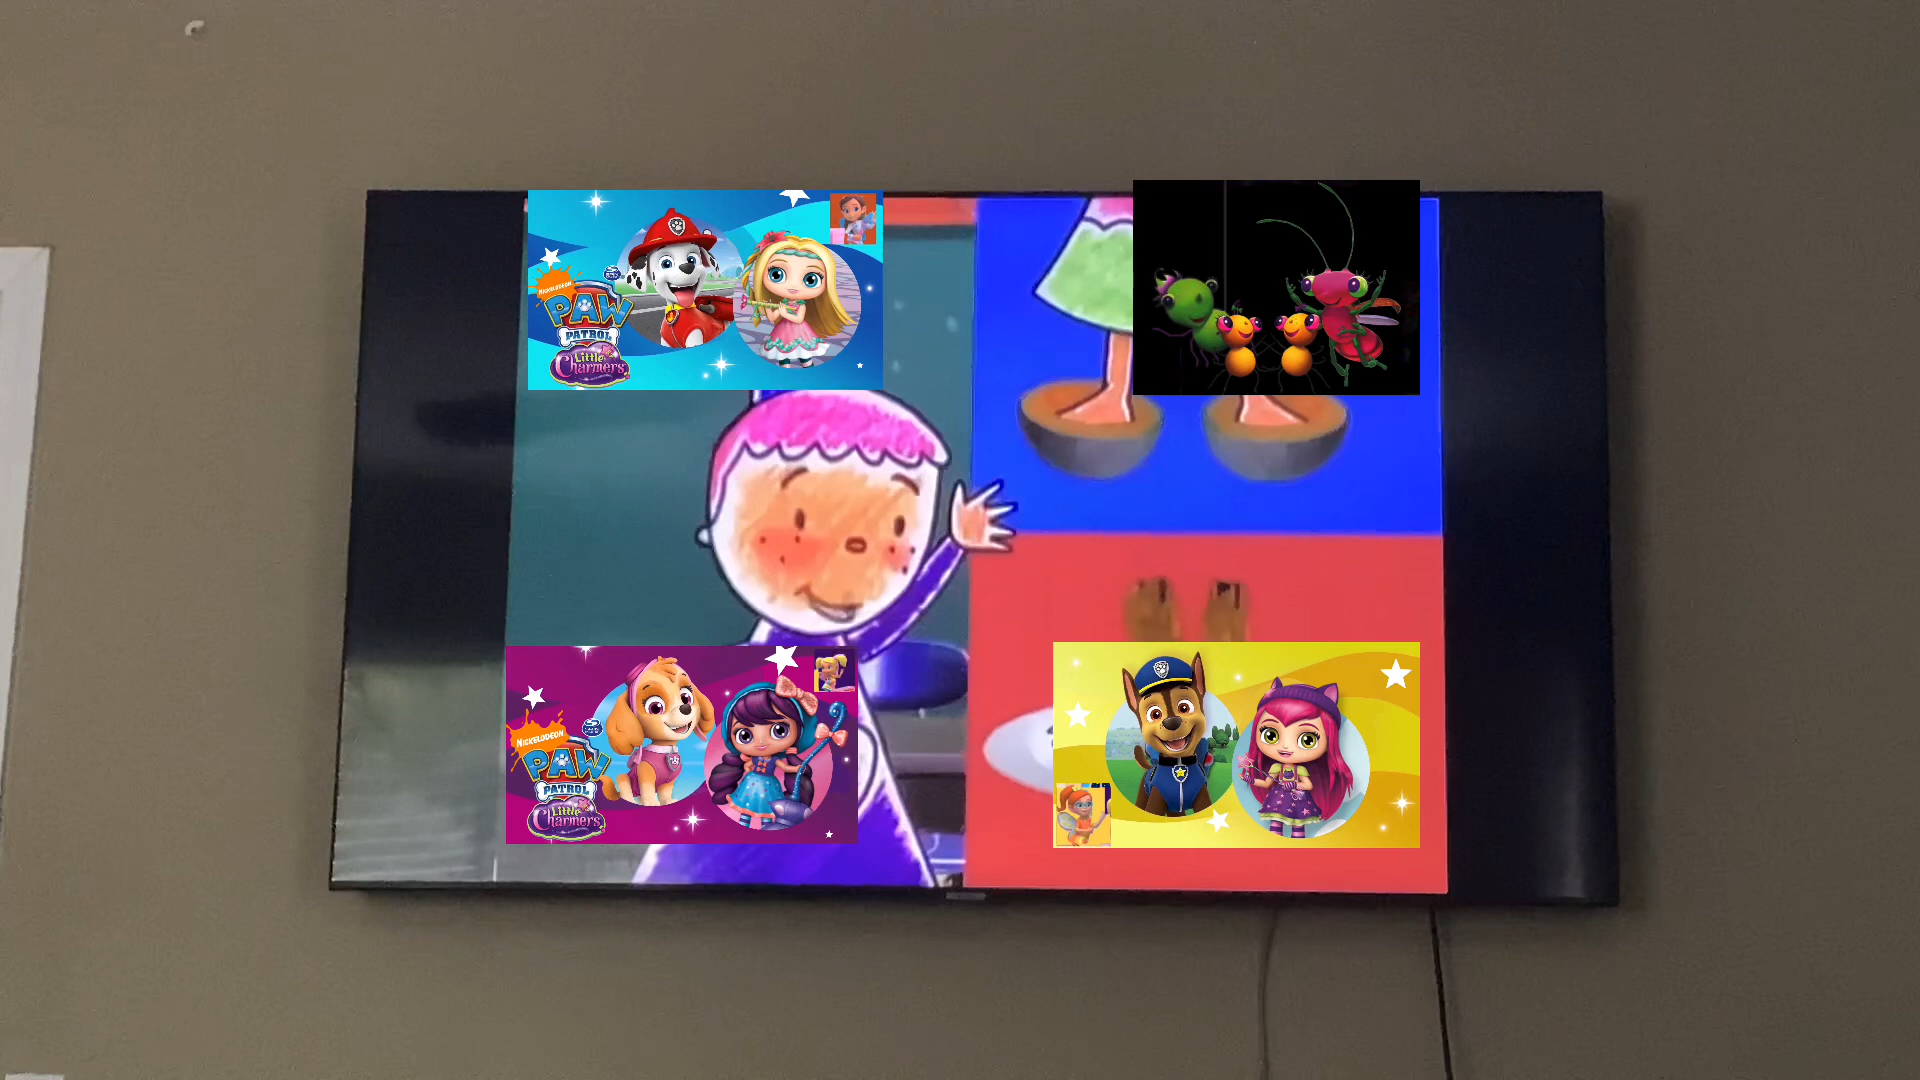 NICKELODEON
PAW
PATROL
Little
Charmers
NICKELODEON
PAW
PATROL
Little
Charmers